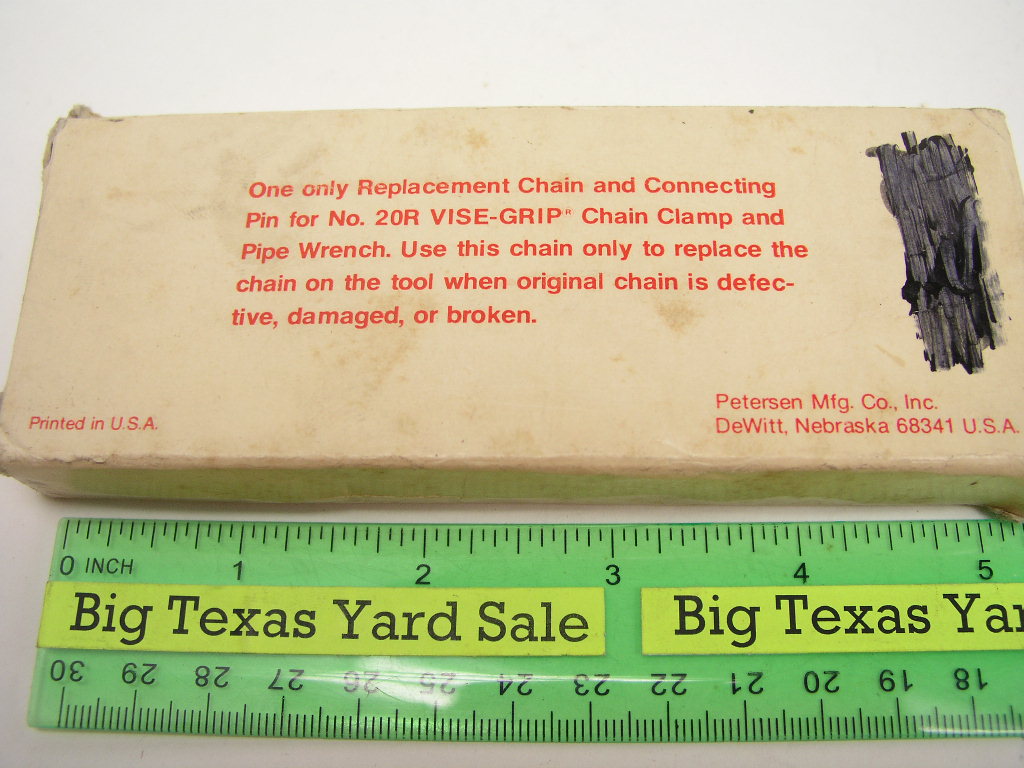 One only Replacement Chain and Connecting
Pin for No. 20R VISE-GRIP® Chain Clamp and
Pipe Wrench. Use this chain only to replace the
chain on the tool when original chain is defec-
tive, damaged, or broken.
Printed in U.S.A.
Petersen Mfg. Co., Inc.
DeWitt, Nebraska 68341 U.S.A.
0 INCH 1 2 3 4 5
Big Texas Yard Sale Big Texas Yar
30 29 28 27 26 25 24 23 22 21 20 19 18